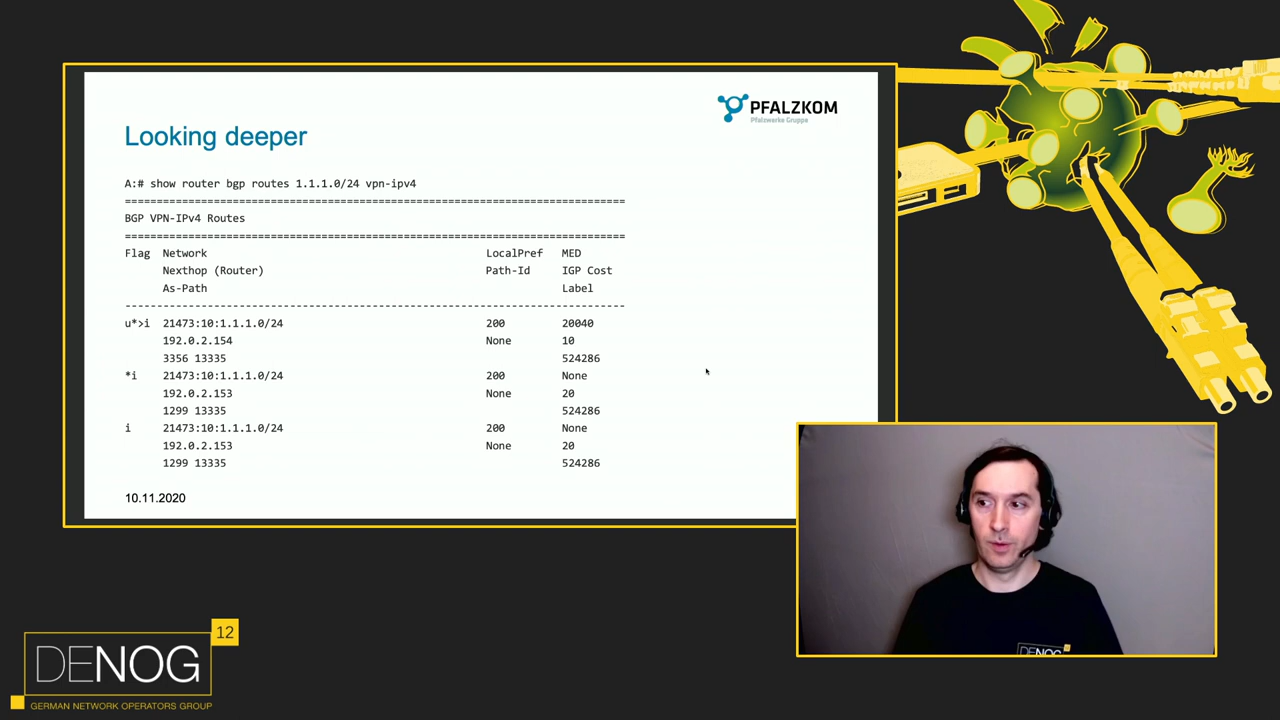 PFALZKOM
Pfalzwerke Gruppe
Looking deeper
A:# show router bgp routes 1.1.1.0/24 vpn-ipv4
===============================================================================
BGP VPN-IPv4 Routes
===============================================================================
Flag  Network                                            LocalPref   MED
      Nexthop (Router)                                   Path-Id     IGP Cost
      As-Path                                                        Label
-------------------------------------------------------------------------------
u*>i  21473:10:1.1.1.0/24                                200         20040
      192.0.2.154                                        None        10
      3356 13335                                                     524286
*i    21473:10:1.1.1.0/24                                200         None
      192.0.2.153                                        None        20
      1299 13335                                                     524286
i     21473:10:1.1.1.0/24                                200         None
      192.0.2.153                                        None        20
      1299 13335                                                     524286
10.11.2020
DENOG
12
DENOG
GERMAN NETWORK OPERATORS GROUP